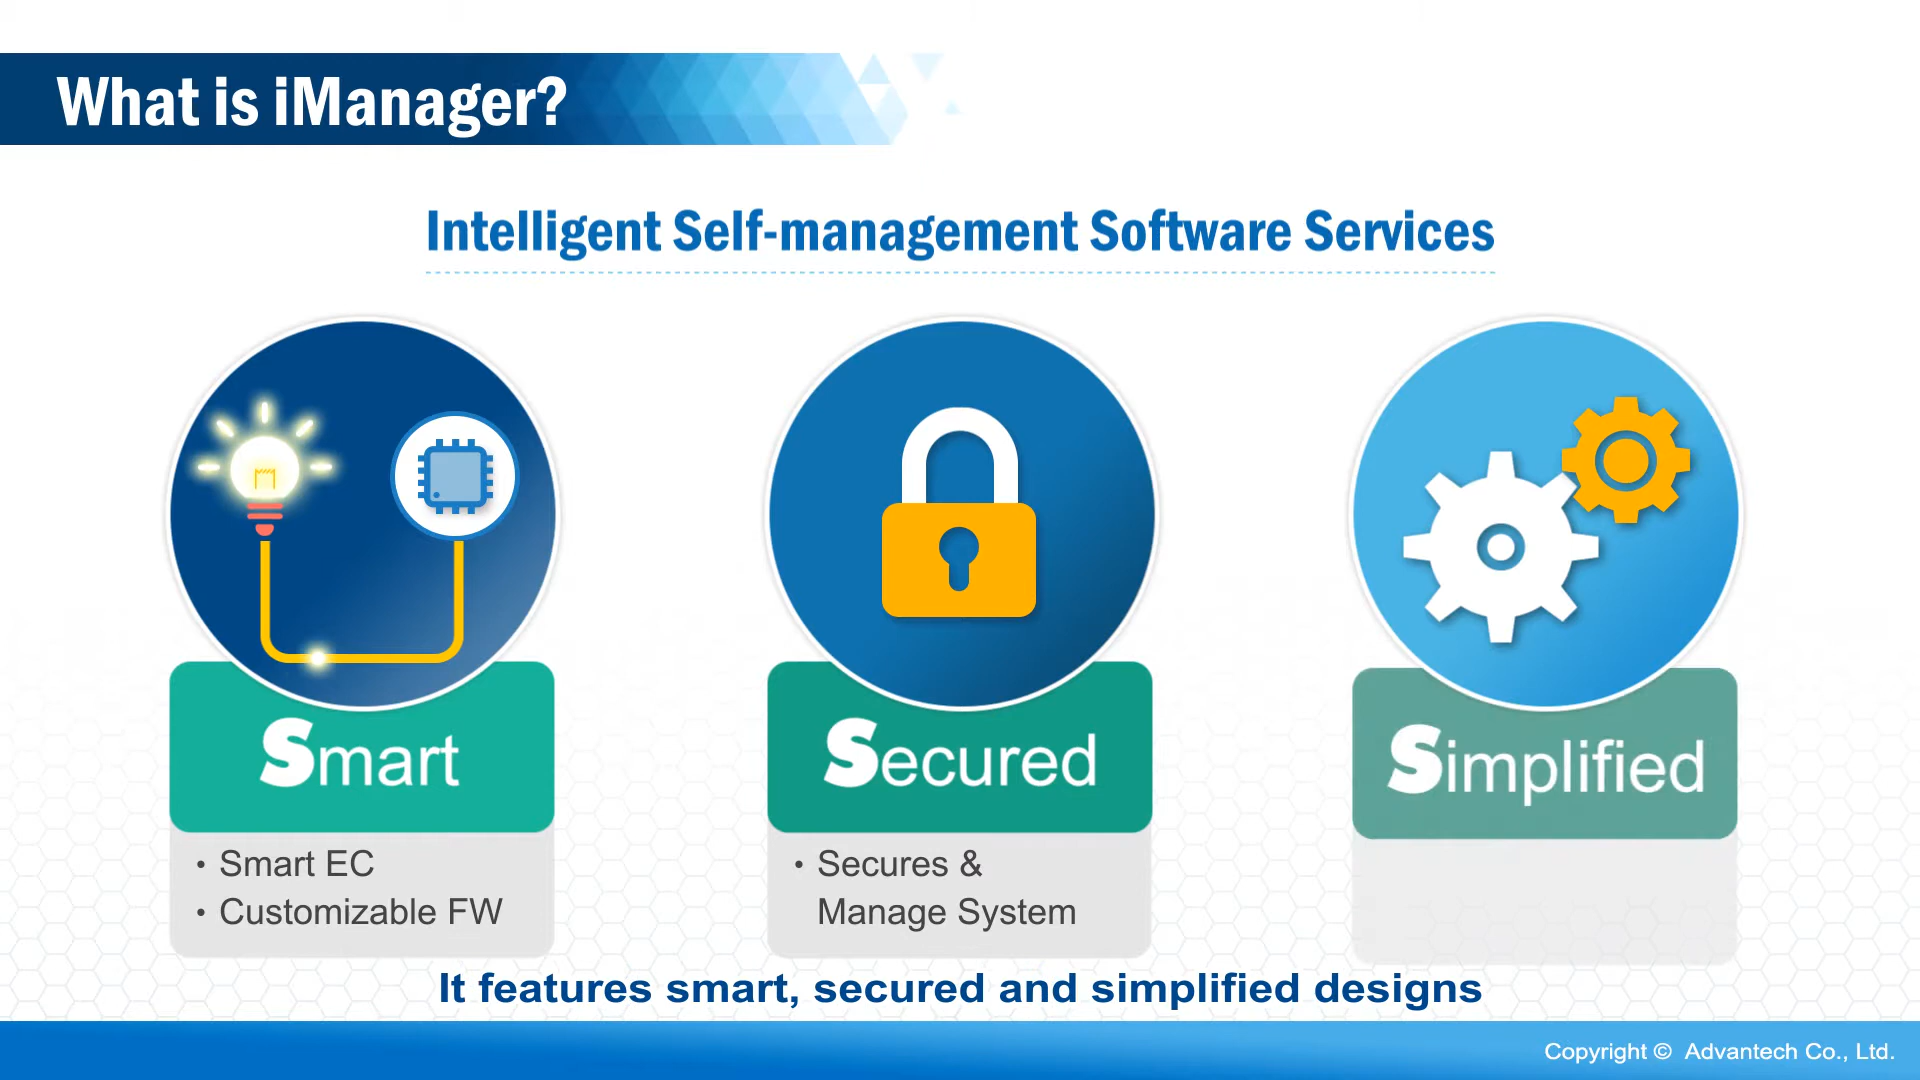 What is iManager?
Intelligent Self-management Software Services
Smart
• Smart EC
• Customizable FW
Secured
• Secures &
Manage System
Simplified
It features smart, secured and simplified designs
Copyright © Advantech Co., Ltd.